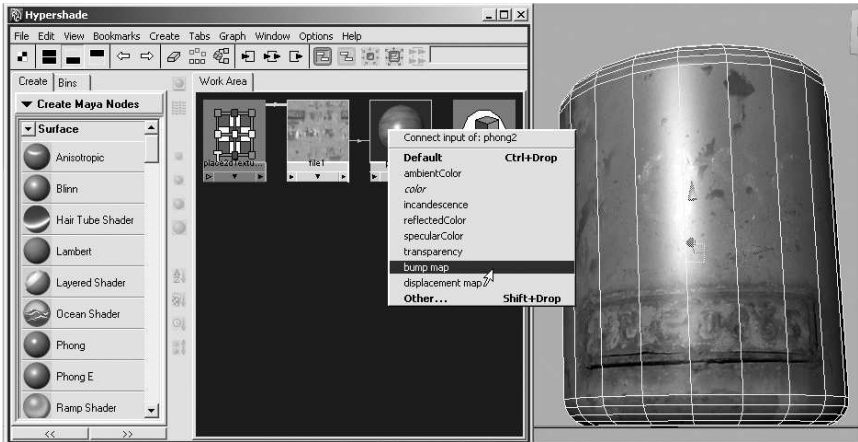 Hypershade
File Edit View Bookmarks Create Tabs Graph Window Options Help
Create Bins
Work Area
Create Maya Nodes
Surface
Anisotropic
Blinn
Hair Tube Shader
Lambert
Layered Shader
Ocean Shader
Phong
Phong E
Ramp Shader
<< >>
place2dTextu...
file1
Connect input of: phong2
Default Ctrl+Drop
ambientColor
color
incandescence
reflectedColor
specularColor
transparency
bump map
displacement map
Other... Shift+Drop